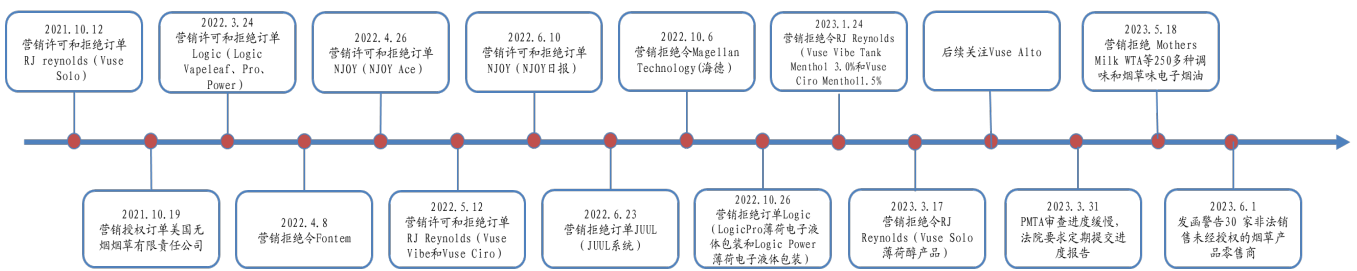 2021.10.12
营销许可和拒绝订单
RJ reynolds（Vuse
Solo）
2021.10.19
营销授权订单美国无
烟烟草有限责任公司
2022.3.24
营销许可和拒绝订单
Logic（Logic
Vapeleaf、Pro、
Power）
2022.4.8
营销拒绝令Fontem
2022.4.26
营销许可和拒绝订单
NJOY（NJOY Ace）
2022.5.12
营销许可和拒绝订单
RJ Reynolds（Vuse
Vibe和Vuse Ciro）
2022.6.10
营销许可和拒绝订单
NJOY（NJOY日报）
2022.6.23
营销拒绝订单JUUL
（JUUL系统）
2022.10.6
营销拒绝令Magellan
Technology(海德)
2022.10.26
营销拒绝订单Logic
(LogicPro薄荷电子液
体包装和Logic Power
薄荷电子液体包装)
2023.1.24
营销拒绝令RJ Reynolds
(Vuse Vibe Tank
Menthol 3.0%和Vuse
Ciro Menthol1.5%
2023.3.17
营销拒绝令RJ
Reynolds（Vuse Solo
薄荷醇产品）
后续关注Vuse Alto
2023.3.31
PMTA审查进度缓慢，
法院要求定期提交进
度报告
2023.5.18
营销拒绝 Mothers
Milk WTA等250多种调
味和烟草味电子烟油
2023.6.1
发函警告30 家非法销
售未经授权的烟草产
品零售商